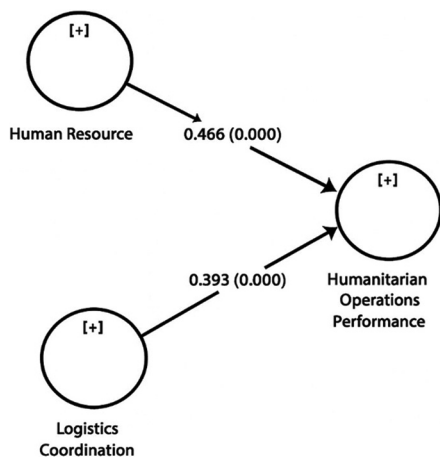 [+]
Human Resource
0.466 (0.000)
[+]
Humanitarian
Operations
Performance
0.393 (0.000)
[+]
Logistics
Coordination